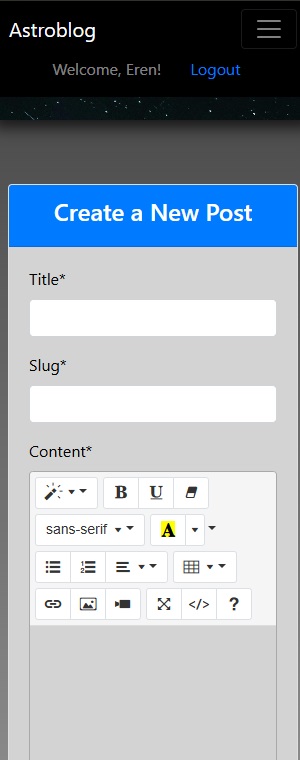 Astroblog
Welcome, Eren! Logout
Create a New Post
Title*
Slug*
Content*
B U
sans-serif A
</> ?